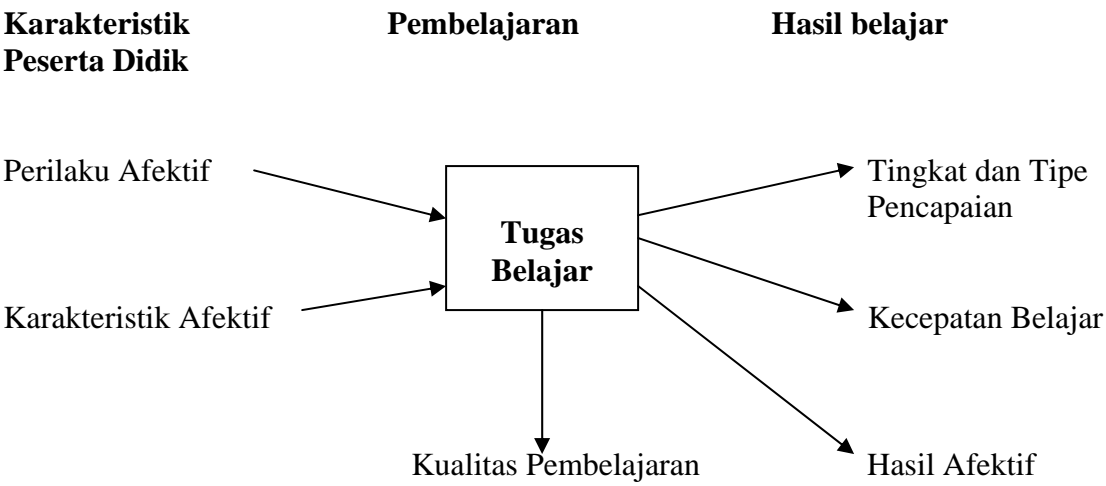 Karakteristik Peserta Didik
Pembelajaran
Hasil belajar
Perilaku Afektif
Karakteristik Afektif
Tugas
Belajar
Kualitas Pembelajaran
Tingkat dan Tipe
Pencapaian
Kecepatan Belajar
Hasil Afektif